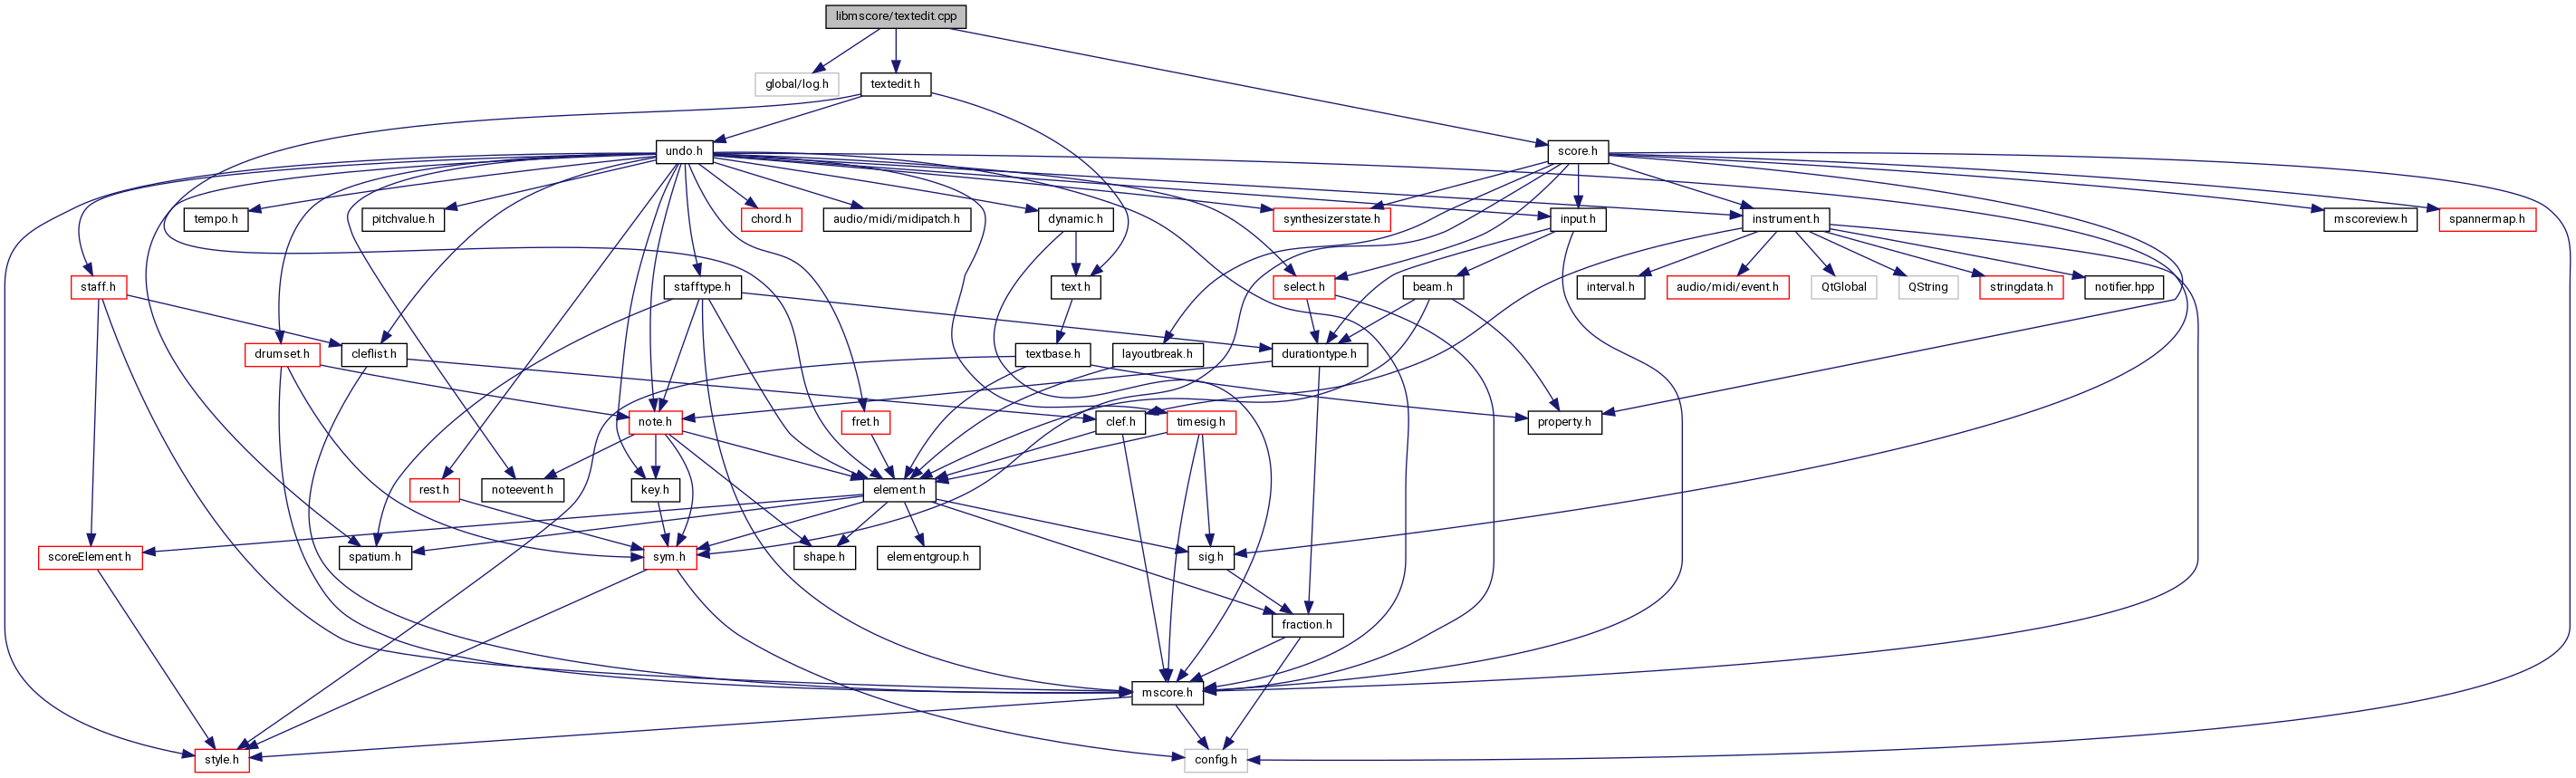 libmscore/textedit.cpp
global/log.h
textedit.h
undo.h
score.h
tempo.h
pitchvalue.h
chord.h
audio/midi/midipatch.h
dynamic.h
synthesizerstate.h
input.h
instrument.h
mscoreview.h
spannermap.h
staff.h
stafftype.h
text.h
select.h
beam.h
interval.h
audio/midi/event.h
QtGlobal
QString
stringdata.h
notifier.hpp
drumset.h
cleflist.h
textbase.h
layoutbreak.h
durationtype.h
note.h
fret.h
clef.h
timesig.h
property.h
rest.h
noteevent.h
key.h
element.h
scoreElement.h
spatium.h
sym.h
shape.h
elementgroup.h
sig.h
fraction.h
mscore.h
style.h
config.h